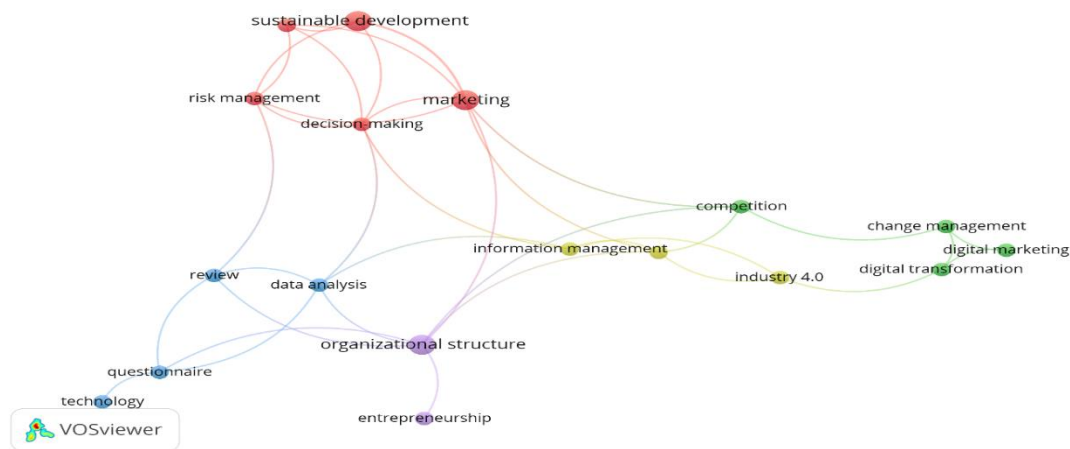 sustainable development
risk management
marketing
decision-making
competition
change management
information management
digital marketing
review
data analysis
industry 4.0
digital transformation
organizational structure
questionnaire
technology
entrepreneurship
VOSviewer